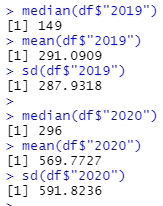 > median(df$"2019")
[1] 149
> mean(df$"2019")
[1] 291.0909
> sd(df$"2019")
[1] 287.9318
>
> median(df$"2020")
[1] 296
> mean(df$"2020")
[1] 569.7727
> sd(df$"2020")
[1] 591.8236
>